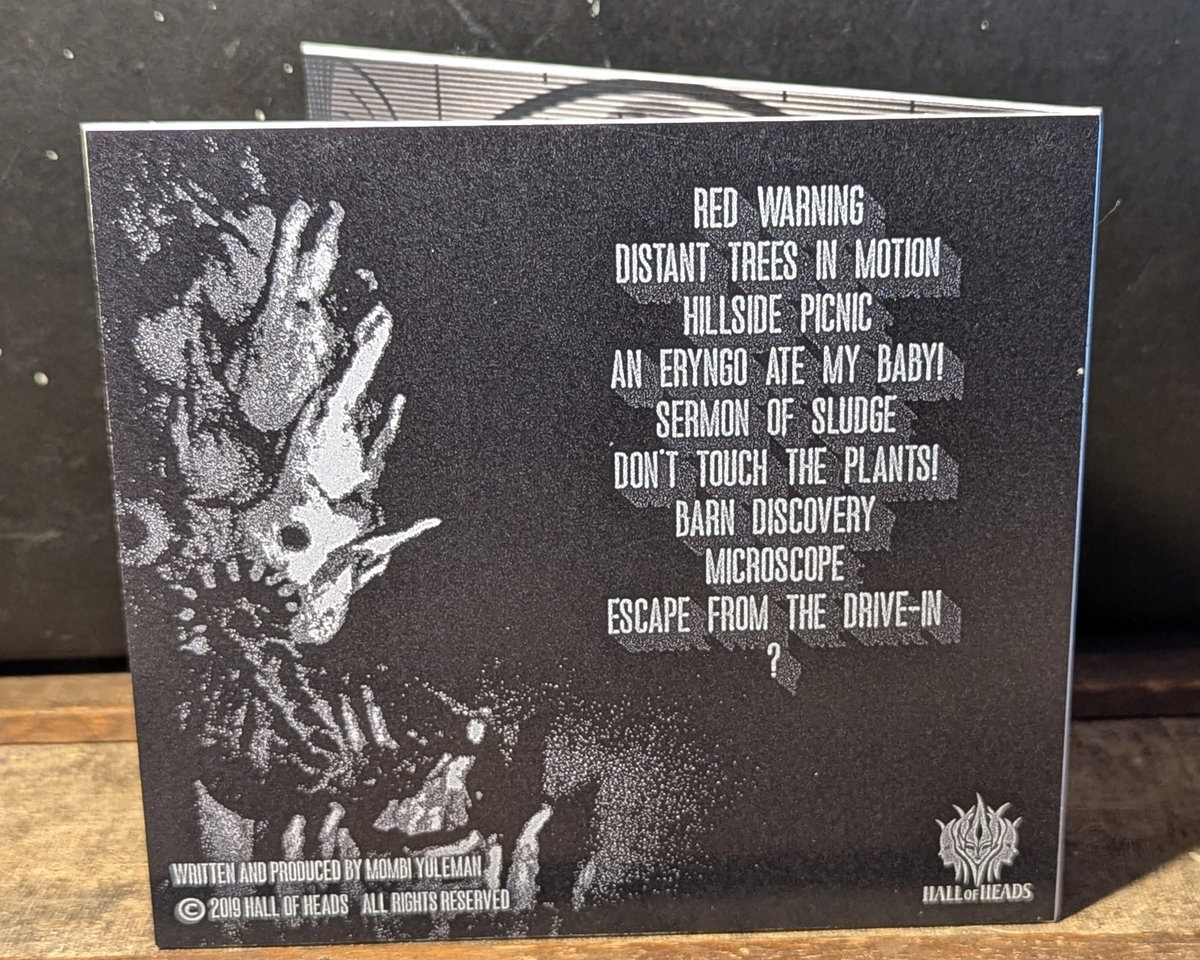 RED WARNING
DISTANT TREES IN MOTION
HILLSIDE PICNIC
AN ERYNGO ATE MY BABY!
SERMON OF SLUDGE
DON'T TOUCH THE PLANTS!
BARN DISCOVERY
MICROSCOPE
ESCAPE FROM THE DRIVE-IN
?
WRITTEN AND PRODUCED BY MOMBI YULEMAN
© 2019 HALL OF HEADS ALL RIGHTS RESERVED
HALL OF HEADS